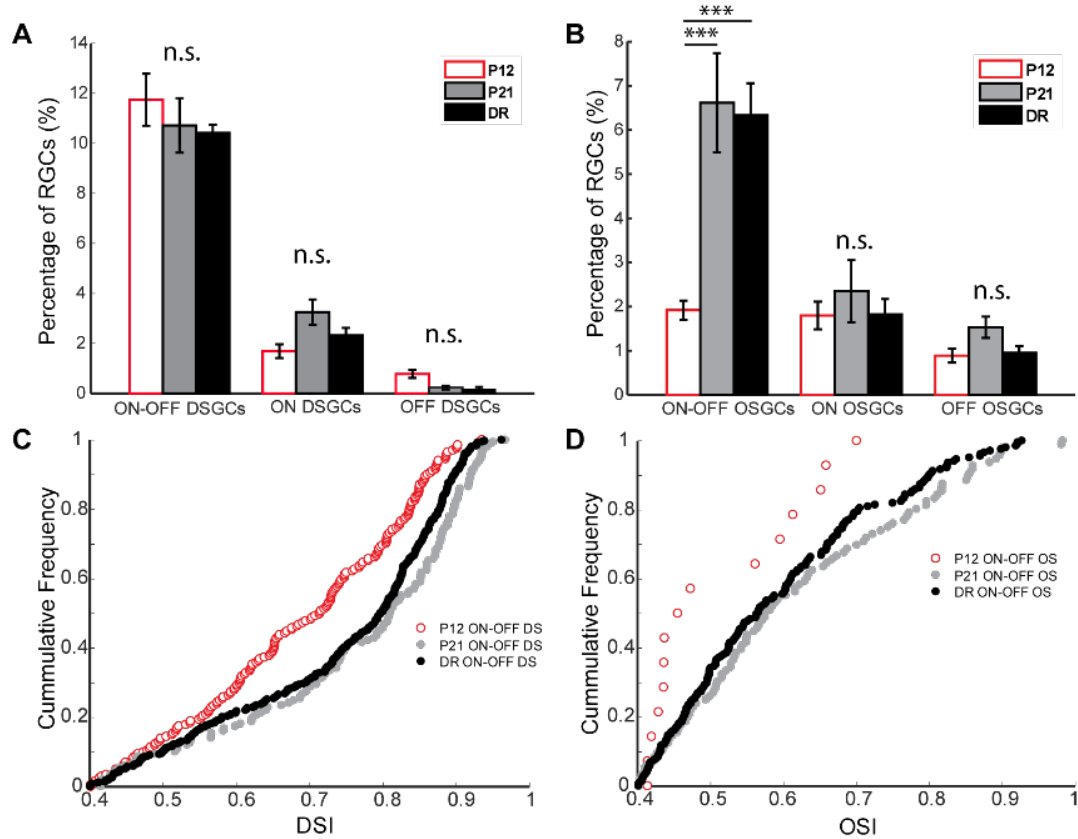 A
Percentage of RGCs (%)
14
12
10
8
6
4
2
0
n.s.
n.s.
n.s.
P12
P21
DR
ON-OFF DSGCs
ON DSGCs
OFF DSGCs
B
Percentage of RGCs (%)
8
7
6
5
4
3
2
1
0
***
***
n.s.
n.s.
P12
P21
DR
ON-OFF OSGCs
ON OSGCs
OFF OSGCs
C
Cummulative Frequency
1
0.8
0.6
0.4
0.2
0
P12 ON-OFF DS
P21 ON-OFF DS
DR ON-OFF DS
0.4 0.5 0.6 0.7 0.8 0.9 1
DSI
D
Cummulative Frequency
1
0.8
0.6
0.4
0.2
0
P12 ON-OFF OS
P21 ON-OFF OS
DR ON-OFF OS
0.4 0.5 0.6 0.7 0.8 0.9 1
OSI